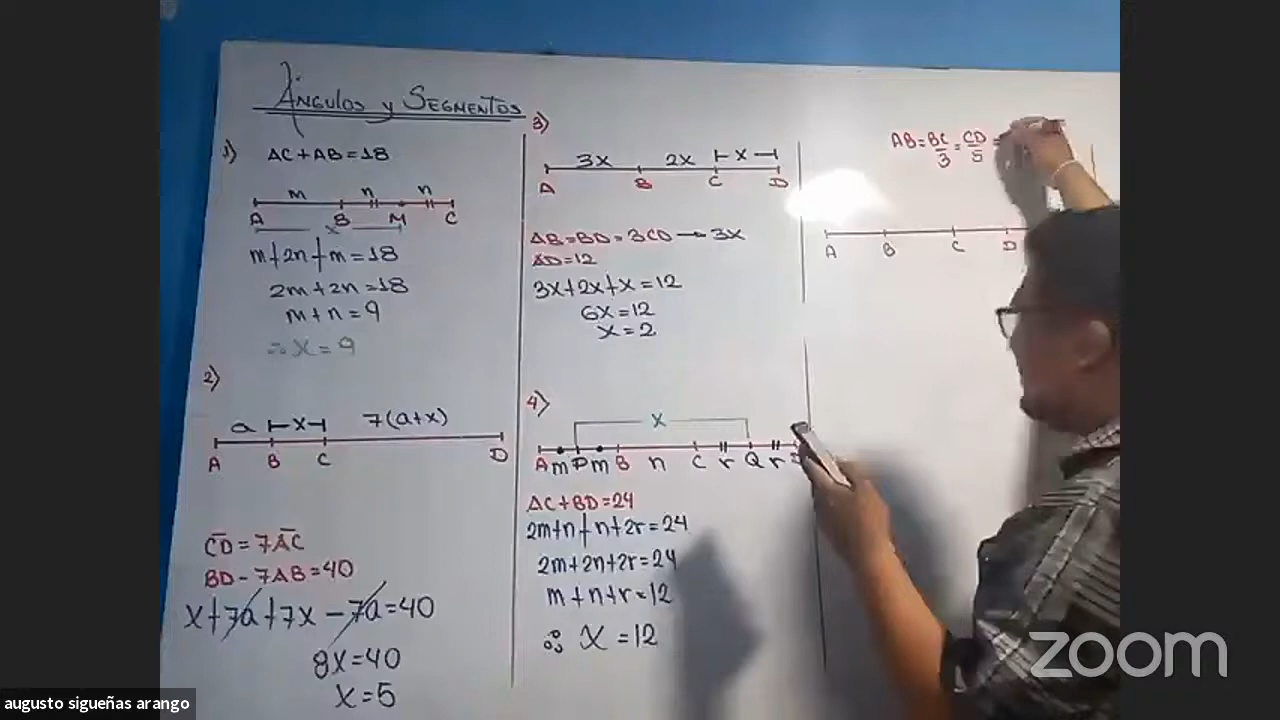 Ángulos y Segmentos
1)
AC+AB=18
m n n
A B M C
x
m+2n+m=18
2m+2n=18
m+n=9
∴ x=9
2)
a x 7(a+x)
A B C D
CD=7AC
BD-7AB=40
x+7a+7x-7a=40
8x=40
x=5
3)
3x 2x x
A B C D
AB=BD=3CD→3x
AD=12
3x+2x+x=12
6x=12
x=2
4)
x
A m P m B n C r Q r
AC+BD=24
2m+n+n+2r=24
2m+2n+2r=24
m+n+r=12
∴ x=12
AB=BC/3=CD/5=
A B C D
zoom
augusto sigueñas arango